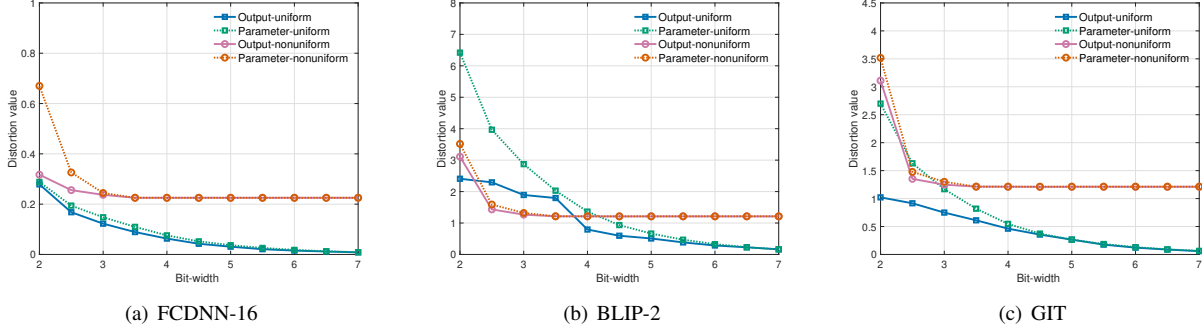 1
0.8
0.6
0.4
0.2
0
Distortion value
2 3 4 5 6 7
Bit-width
Output-uniform
Parameter-uniform
Output-nonuniform
Parameter-nonuniform
(a) FCDNN-16
8
7
6
5
4
3
2
1
0
Distortion value
2 3 4 5 6 7
Bit-width
Output-uniform
Parameter-uniform
Output-nonuniform
Parameter-nonuniform
(b) BLIP-2
4.5
4
3.5
3
2.5
2
1.5
1
0.5
0
Distortion value
2 3 4 5 6 7
Bit-width
Output-uniform
Parameter-uniform
Output-nonuniform
Parameter-nonuniform
(c) GIT